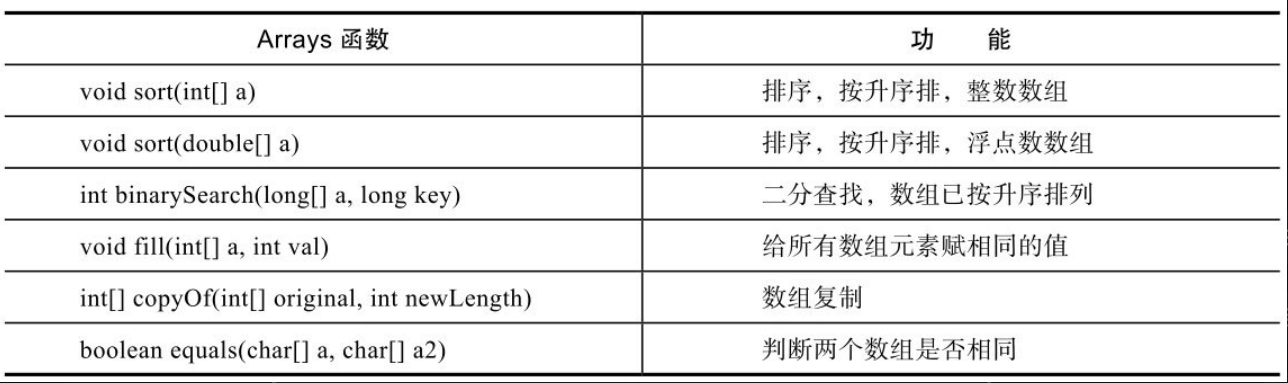 Arrays 函数 功 能
void sort(int[] a) 排序，按升序排，整数数组
void sort(double[] a) 排序，按升序排，浮点数数组
int binarySearch(long[] a, long key) 二分查找，数组已按升序排列
void fill(int[] a, int val) 给所有数组元素赋相同的值
int[] copyOf(int[] original, int newLength) 数组复制
boolean equals(char[] a, char[] a2) 判断两个数组是否相同